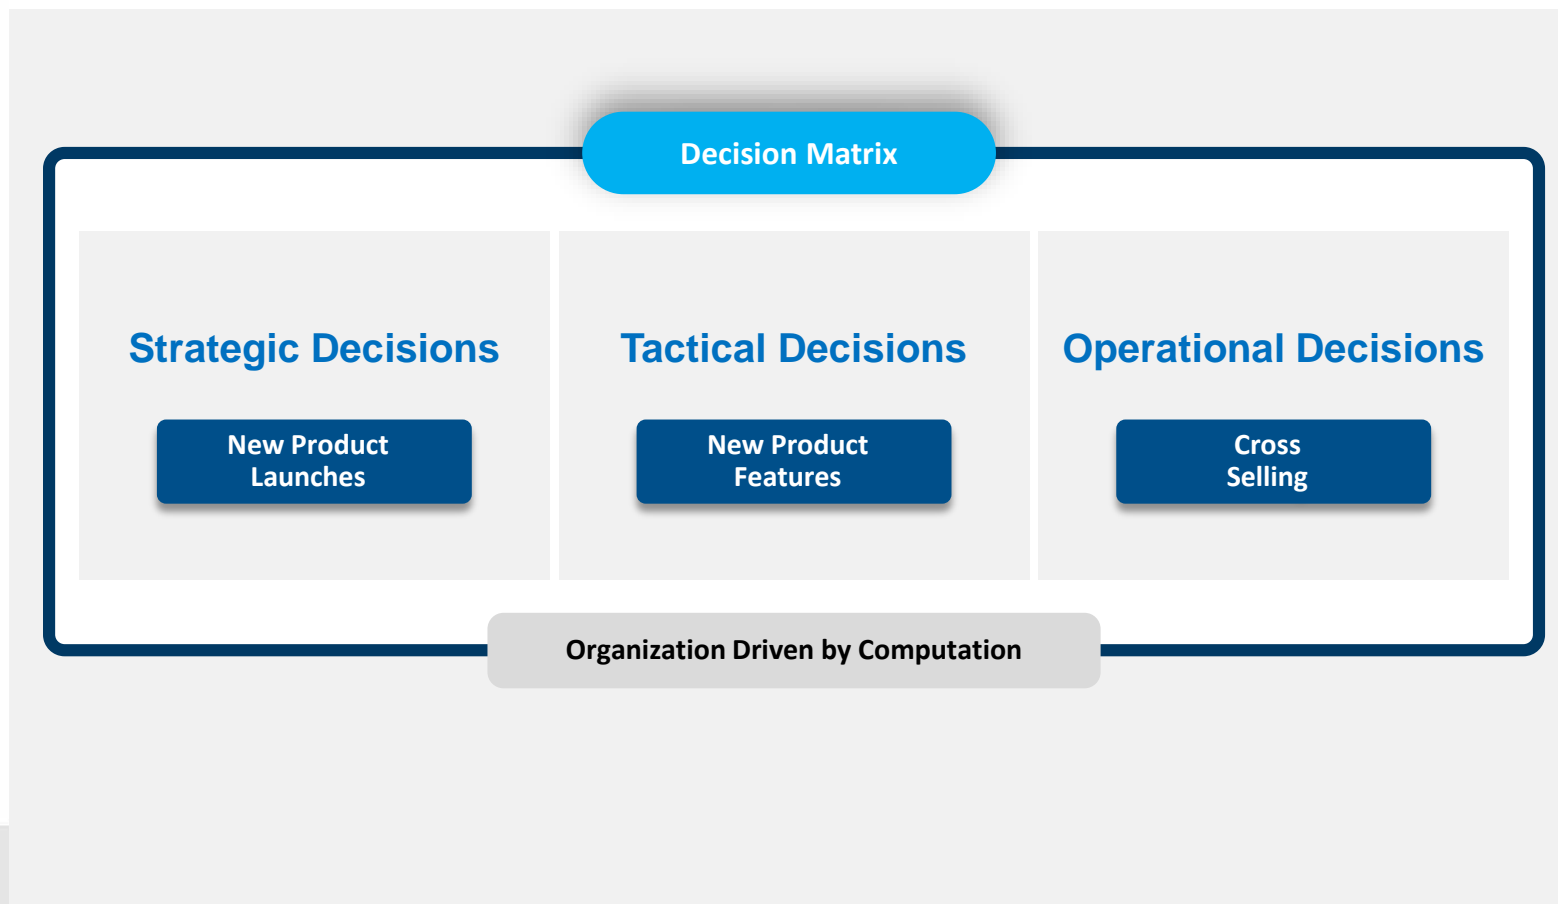 Decision Matrix
Strategic Decisions
New Product
Launches
Tactical Decisions
New Product
Features
Operational Decisions
Cross
Selling
Organization Driven by Computation